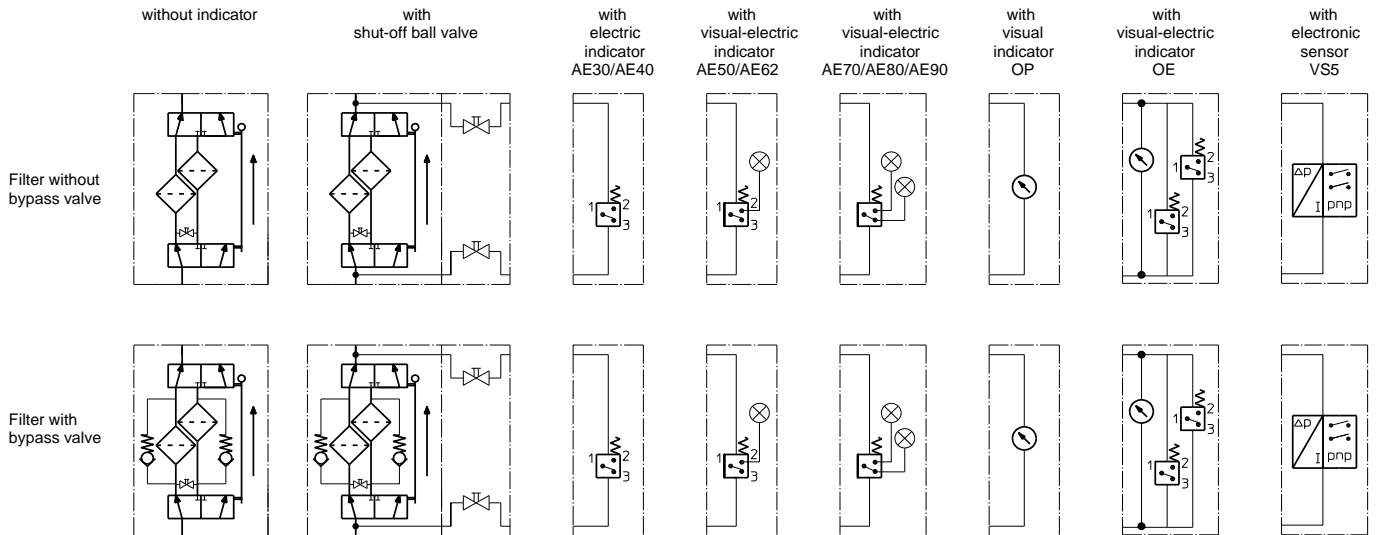 without indicator
with
shut-off ball valve
with
electric
indicator
AE30/AE40
with
visual-electric
indicator
AE50/AE62
with
visual-electric
indicator
AE70/AE80/AE90
with
visual
indicator
OP
with
visual-electric
indicator
OE
with
electronic
sensor
VS5
Filter without
bypass valve
1 2
3
1 2
3
1 2
3
1 2
3
Δp
I pnp
Filter with
bypass valve
1 2
3
1 2
3
1 2
3
1 2
3
Δp
I pnp